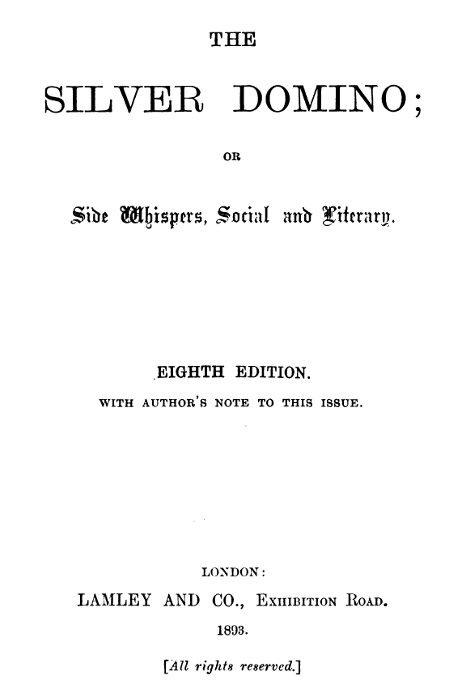 THE
SILVER DOMINO;
OR
Side Whispers, Social and Literary.
EIGHTH EDITION.
WITH AUTHOR'S NOTE TO THIS ISSUE.
LONDON:
LAMLEY AND CO., EXHIBITION ROAD.
1893.
[All rights reserved.]